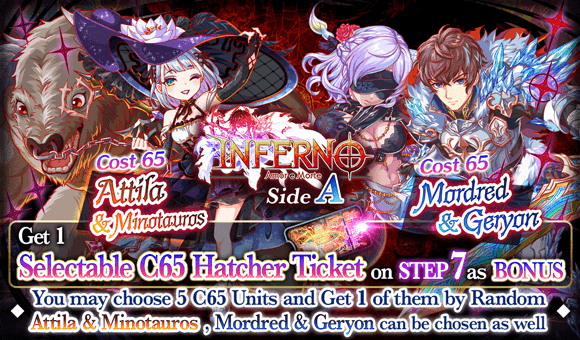 INFERNO
Amor e Morte
Side A
Cost 65
Attila
& Minotauros
Cost 65
Mordred
& Geryon
Get 1
Selectable C65 Hatcher Ticket on STEP 7 as BONUS
You may choose 5 C65 Units and Get 1 of them by Random
Attila & Minotauros , Mordred & Geryon can be chosen as well